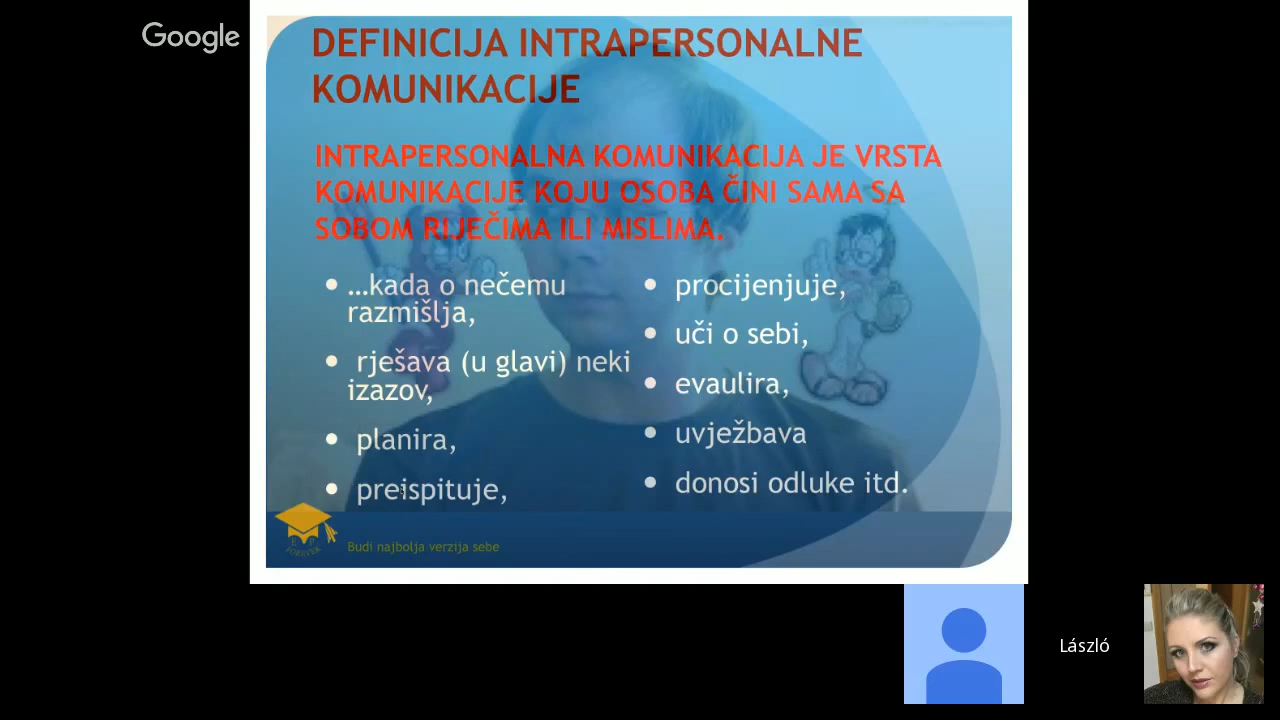 Google
DEFINICIJA INTRAPERSONALNE
KOMUNIKACIJE
INTRAPERSONALNA KOMUNIKACIJA JE VRSTA
KOMUNIKACIJE KOJU OSOBA ČINI SAMA SA
SOBOM RIJEČIMA ILI MISLIMA.
• ...kada o nečemu
razmišlja,
• rješava (u glavi) neki
izazov,
• planira,
• preispituje,
• procijenjuje,
• uči o sebi,
• evaulira,
• uvježbava
• donosi odluke itd.
FOREVER
Budi najbolja verzija sebe
László